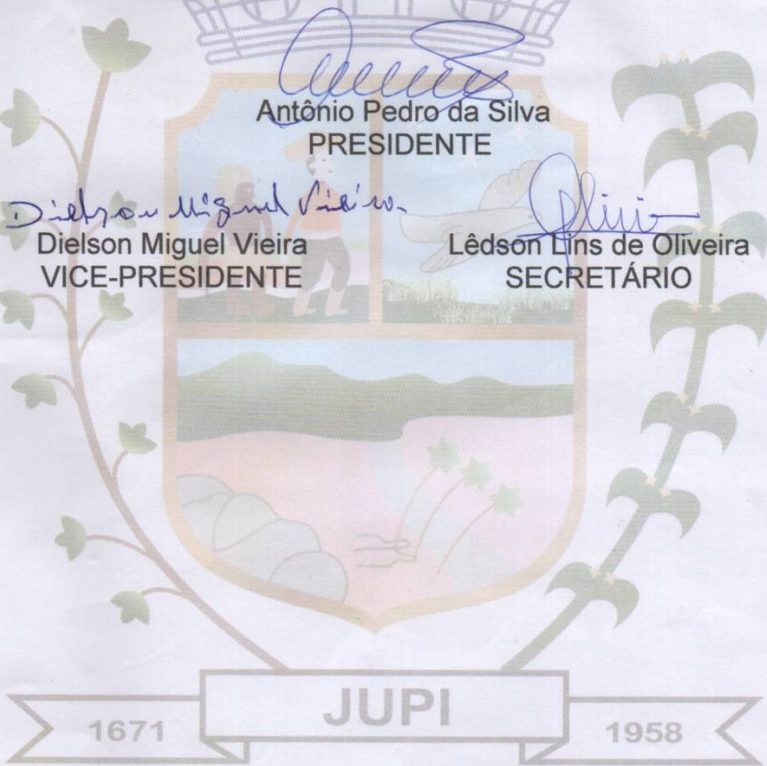 Antônio Pedro da Silva
PRESIDENTE
Dielson Miguel Vieira
Dielson Miguel Vieira
VICE-PRESIDENTE
Lêdson Lins de Oliveira
SECRETÁRIO
JUPI
1671
1958